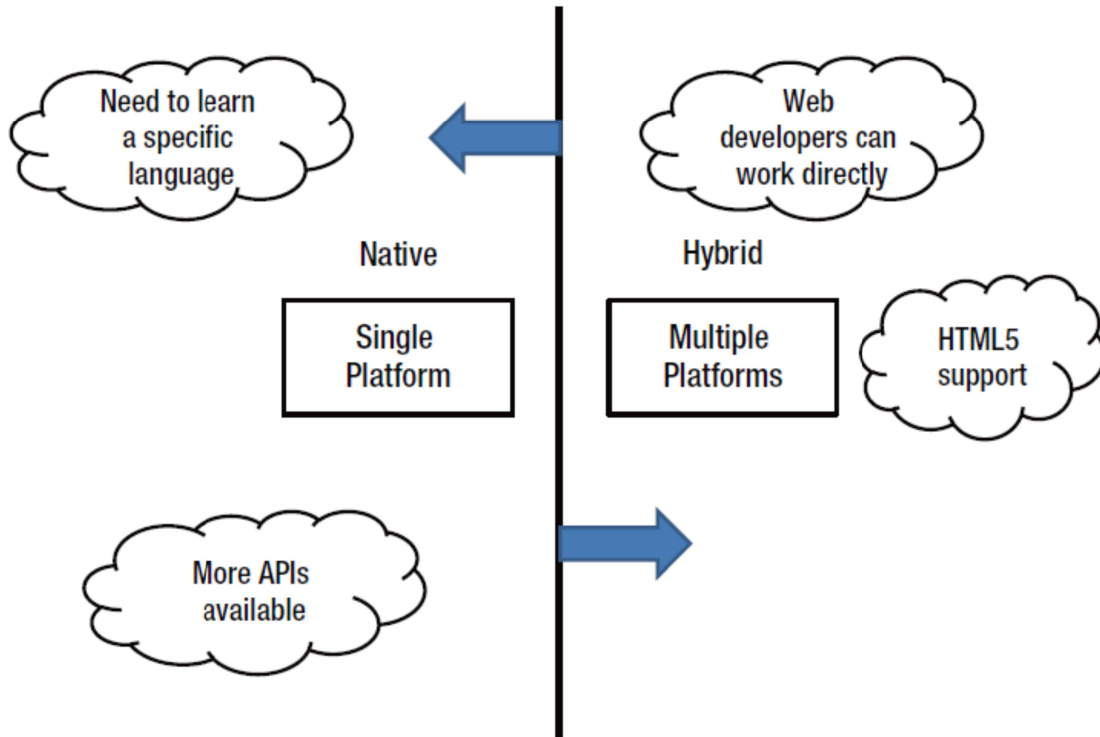 Need to learn
a specific
language
Web
developers can
work directly
Native
Hybrid
Single
Platform
Multiple
Platforms
HTML5
support
More APIs
available